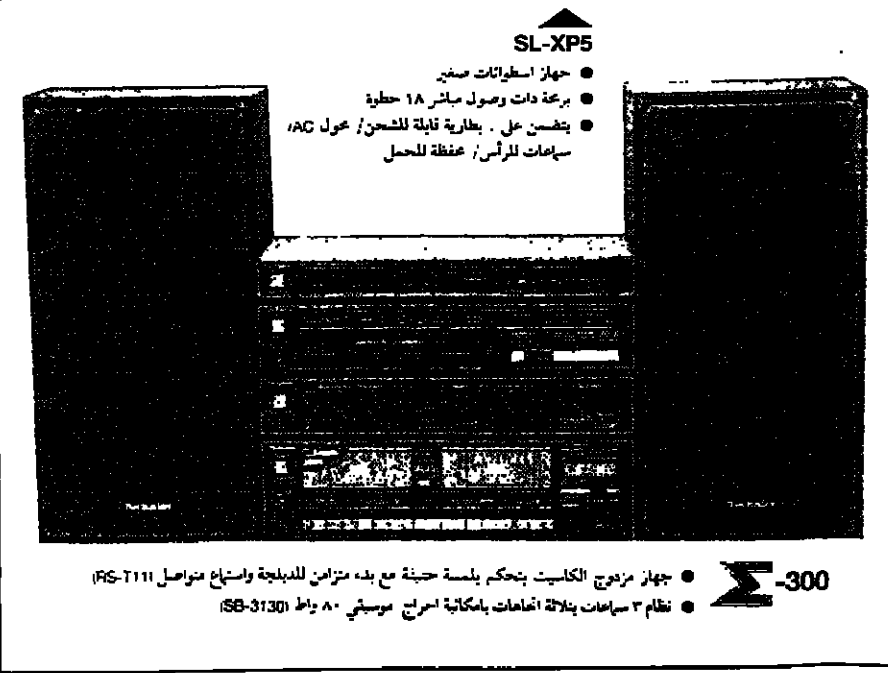 SL-XP5
● جهاز اسطوانات صغير
● برمجة ذات وصول مباشر ١٨ خطوة
● يتضمن على . بطارية قابلة للشحن/ محول AC/
سماعات للرأس/ محفظة للحمل
Σ-300
● جهاز مزدوج الكاسيت بتحكم بلمسة خفيفة مع بدء متزامن للدبلجة واستماع متواصل (RS-T11)
● نظام ٣ سماعات بثلاثة اتجاهات بامكانية اخراج موسيقي ٨٠ واط (SB-3130)